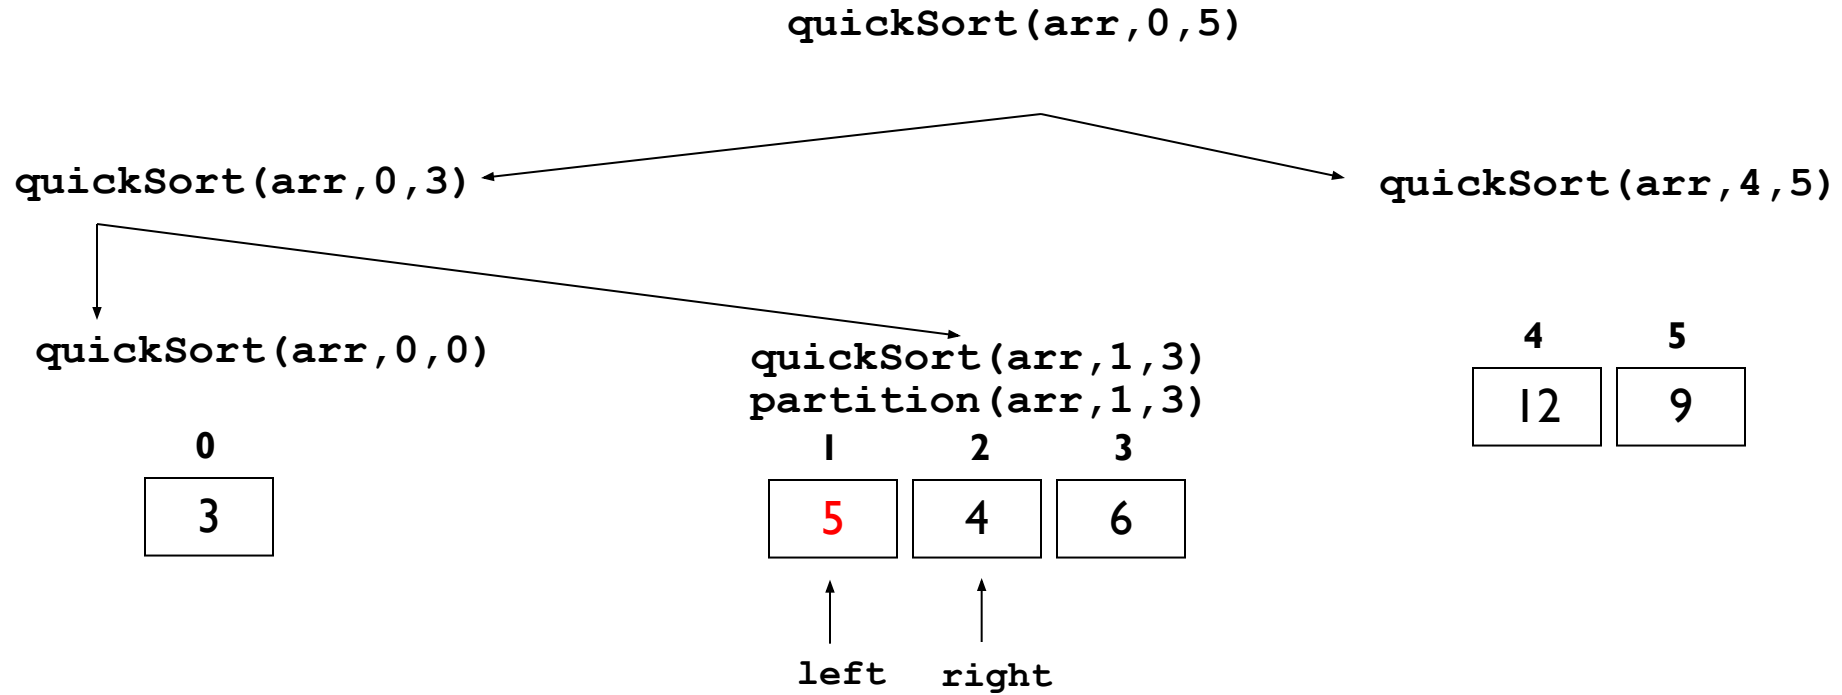 quickSort(arr,0,5)
quickSort(arr,0,3)
quickSort(arr,4,5)
quickSort(arr,0,0)
quickSort(arr,1,3)
partition(arr,1,3)
4 5
12 9
0
3
1 2 3
5 4 6
left right